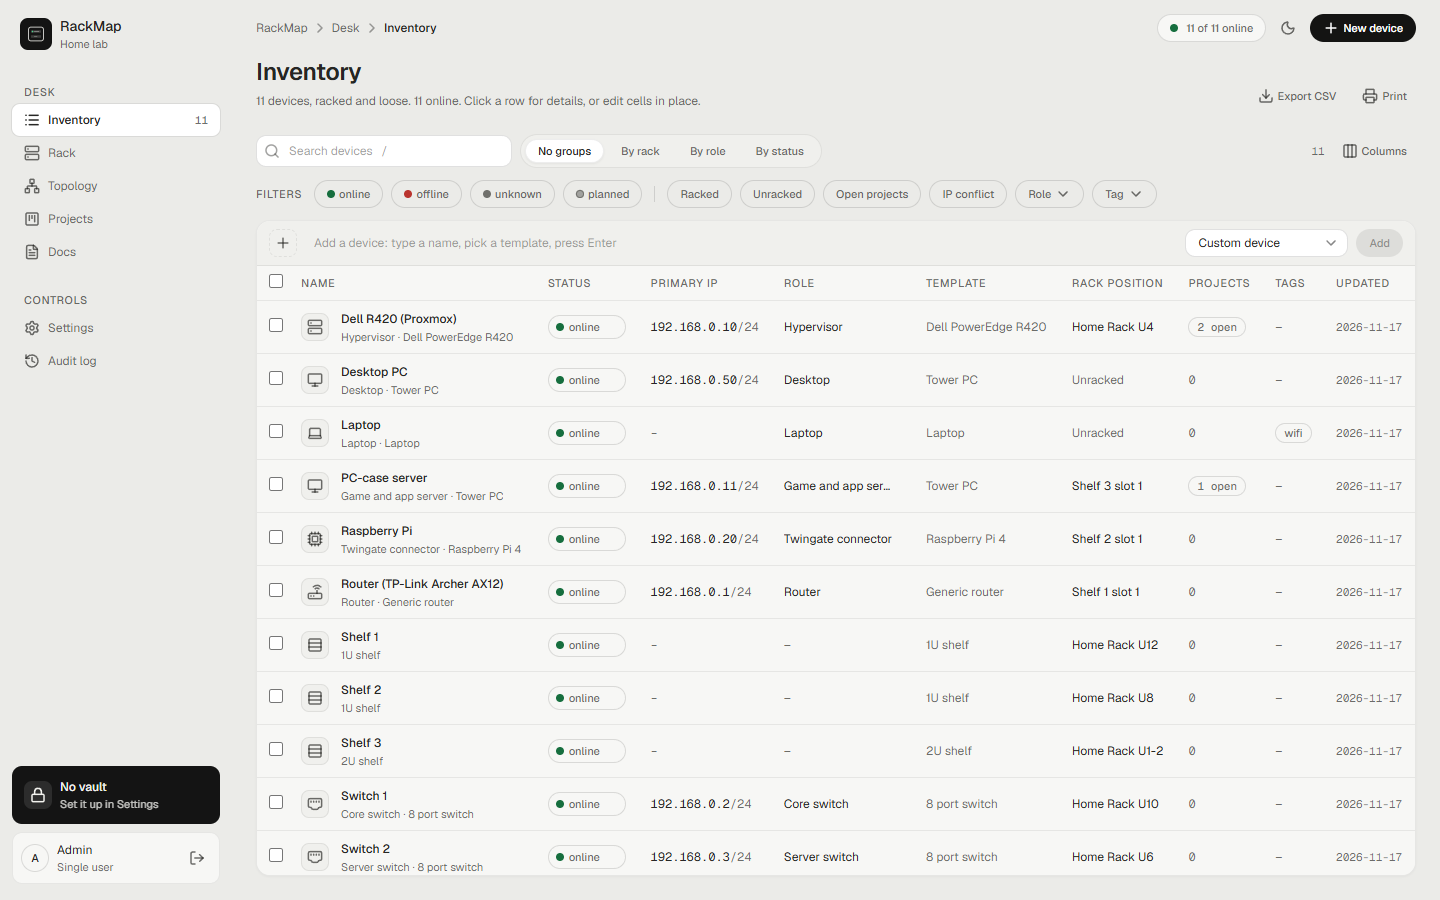 RackMap
Home lab
DESK
Inventory 11
Rack
Topology
Projects
Docs
CONTROLS
Settings
Audit log
No vault
Set it up in Settings
A
Admin
Single user
RackMap > Desk > Inventory
11 of 11 online
New device
Inventory
11 devices, racked and loose. 11 online. Click a row for details, or edit cells in place.
Export CSV
Print
Search devices /
No groups By rack By role By status
11 Columns
FILTERS online offline unknown planned Racked Unracked Open projects IP conflict Role Tag
Add a device: type a name, pick a template, press Enter
Custom device
Add
NAME STATUS PRIMARY IP ROLE TEMPLATE RACK POSITION PROJECTS TAGS UPDATED
Dell R420 (Proxmox)
Hypervisor · Dell PowerEdge R420
online 192.168.0.10/24 Hypervisor Dell PowerEdge R420 Home Rack U4 2 open – 2026-11-17
Desktop PC
Desktop · Tower PC
online 192.168.0.50/24 Desktop Tower PC Unracked 0 – 2026-11-17
Laptop
Laptop · Laptop
online – Laptop Laptop Unracked 0 wifi 2026-11-17
PC-case server
Game and app server · Tower PC
online 192.168.0.11/24 Game and app ser... Tower PC Shelf 3 slot 1 1 open – 2026-11-17
Raspberry Pi
Twingate connector · Raspberry Pi 4
online 192.168.0.20/24 Twingate connector Raspberry Pi 4 Shelf 2 slot 1 0 – 2026-11-17
Router (TP-Link Archer AX12)
Router · Generic router
online 192.168.0.1/24 Router Generic router Shelf 1 slot 1 0 – 2026-11-17
Shelf 1
1U shelf
online – – 1U shelf Home Rack U12 0 – 2026-11-17
Shelf 2
1U shelf
online – – 1U shelf Home Rack U8 0 – 2026-11-17
Shelf 3
2U shelf
online – – 2U shelf Home Rack U1-2 0 – 2026-11-17
Switch 1
Core switch · 8 port switch
online 192.168.0.2/24 Core switch 8 port switch Home Rack U10 0 – 2026-11-17
Switch 2
Server switch · 8 port switch
online 192.168.0.3/24 Server switch 8 port switch Home Rack U6 0 – 2026-11-17